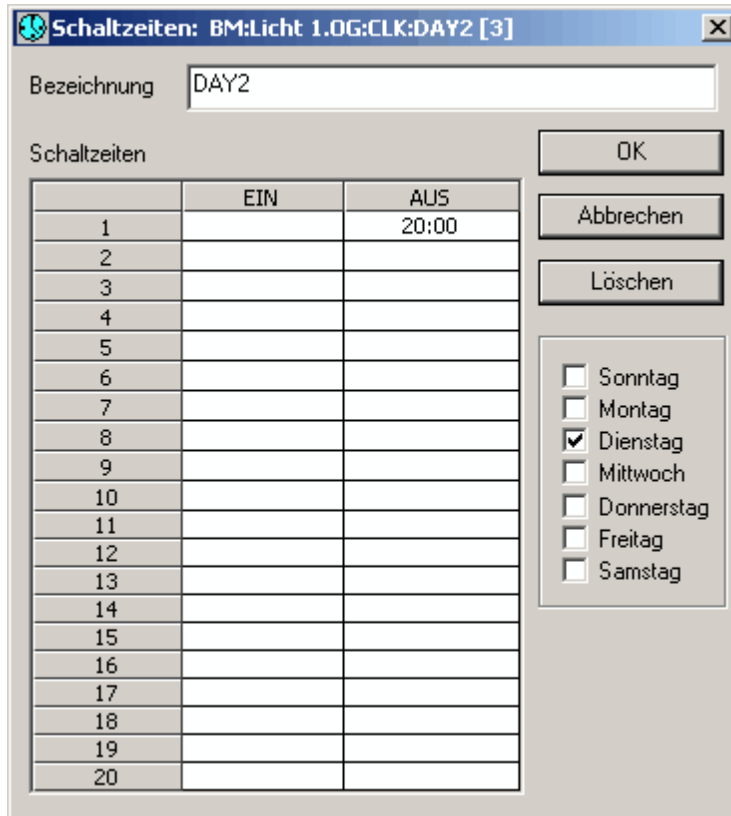 Schaltzeiten: BM:Licht 1.OG:CLK:DAY2 [3]
Bezeichnung DAY2
Schaltzeiten
OK
Abbrechen
Löschen
EIN AUS
1 20:00
2
3
4
5
6
7
8
9
10
11
12
13
14
15
16
17
18
19
20
Sonntag
Montag
Dienstag
Mittwoch
Donnerstag
Freitag
Samstag